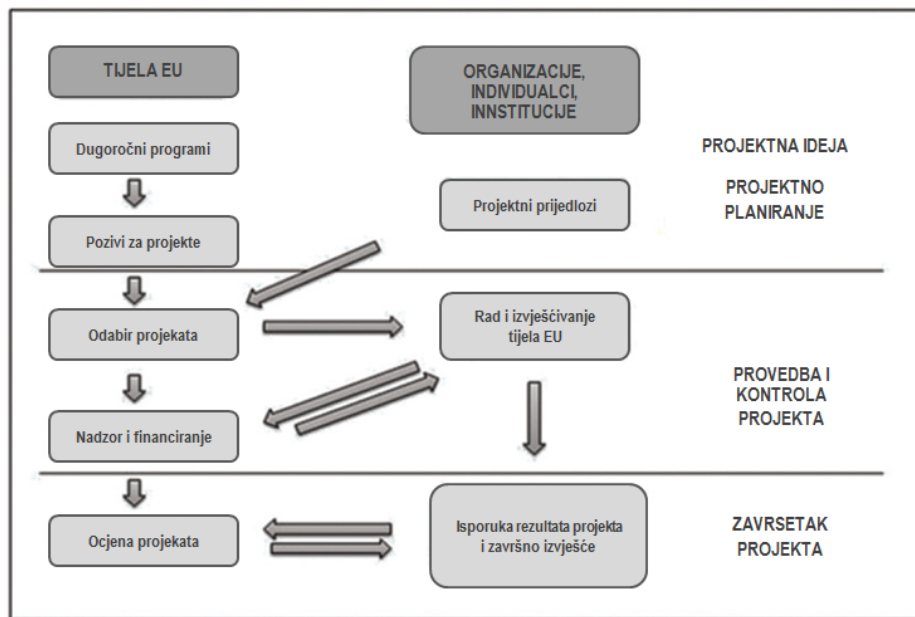 TIJELA EU
ORGANIZACIJE,
INDIVIDUALCI,
INNSTITUCIJE
Dugoročni programi
PROJEKTNA IDEJA
Projektni prijedlozi
PROJEKTNO
PLANIRANJE
Pozivi za projekte
Odabir projekata
Rad i izvješćivanje
tijela EU
PROVEDBA I
KONTROLA
PROJEKTA
Nadzor i financiranje
Ocjena projekata
Isporuka rezultata projekta
i završno izvješće
ZAVRSETAK
PROJEKTA